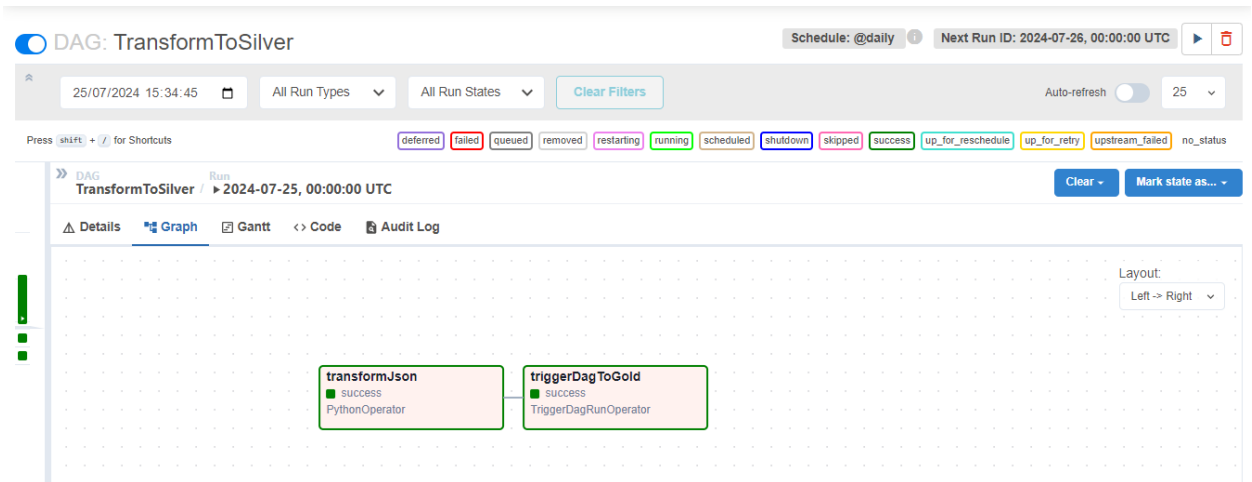 DAG: TransformToSilver
Schedule: @daily
Next Run ID: 2024-07-26, 00:00:00 UTC
25/07/2024 15:34:45
All Run Types
All Run States
Clear Filters
Auto-refresh
25
Press shift + / for Shortcuts
deferred failed queued removed restarting running scheduled shutdown skipped success up_for_reschedule up_for_retry upstream_failed no_status
DAG
TransformToSilver /
Run
2024-07-25, 00:00:00 UTC
Clear
Mark state as...
Details
Graph
Gantt
Code
Audit Log
Layout:
Left -> Right
transformJson
success
PythonOperator
triggerDagToGold
success
TriggerDagRunOperator